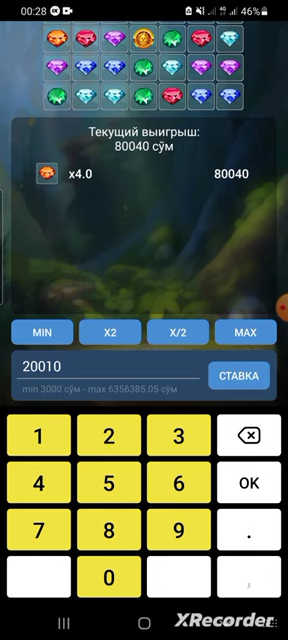 00:28 46%
Текущий выигрыш:
80040 сўм
x4.0 80040
MIN X2 X/2 MAX
20010
СТАВКА
min 3000 сўм - max 6356385.05 сўм
1 2 3
4 5 6 OK
7 8 9 .
0 ,
XRecorder